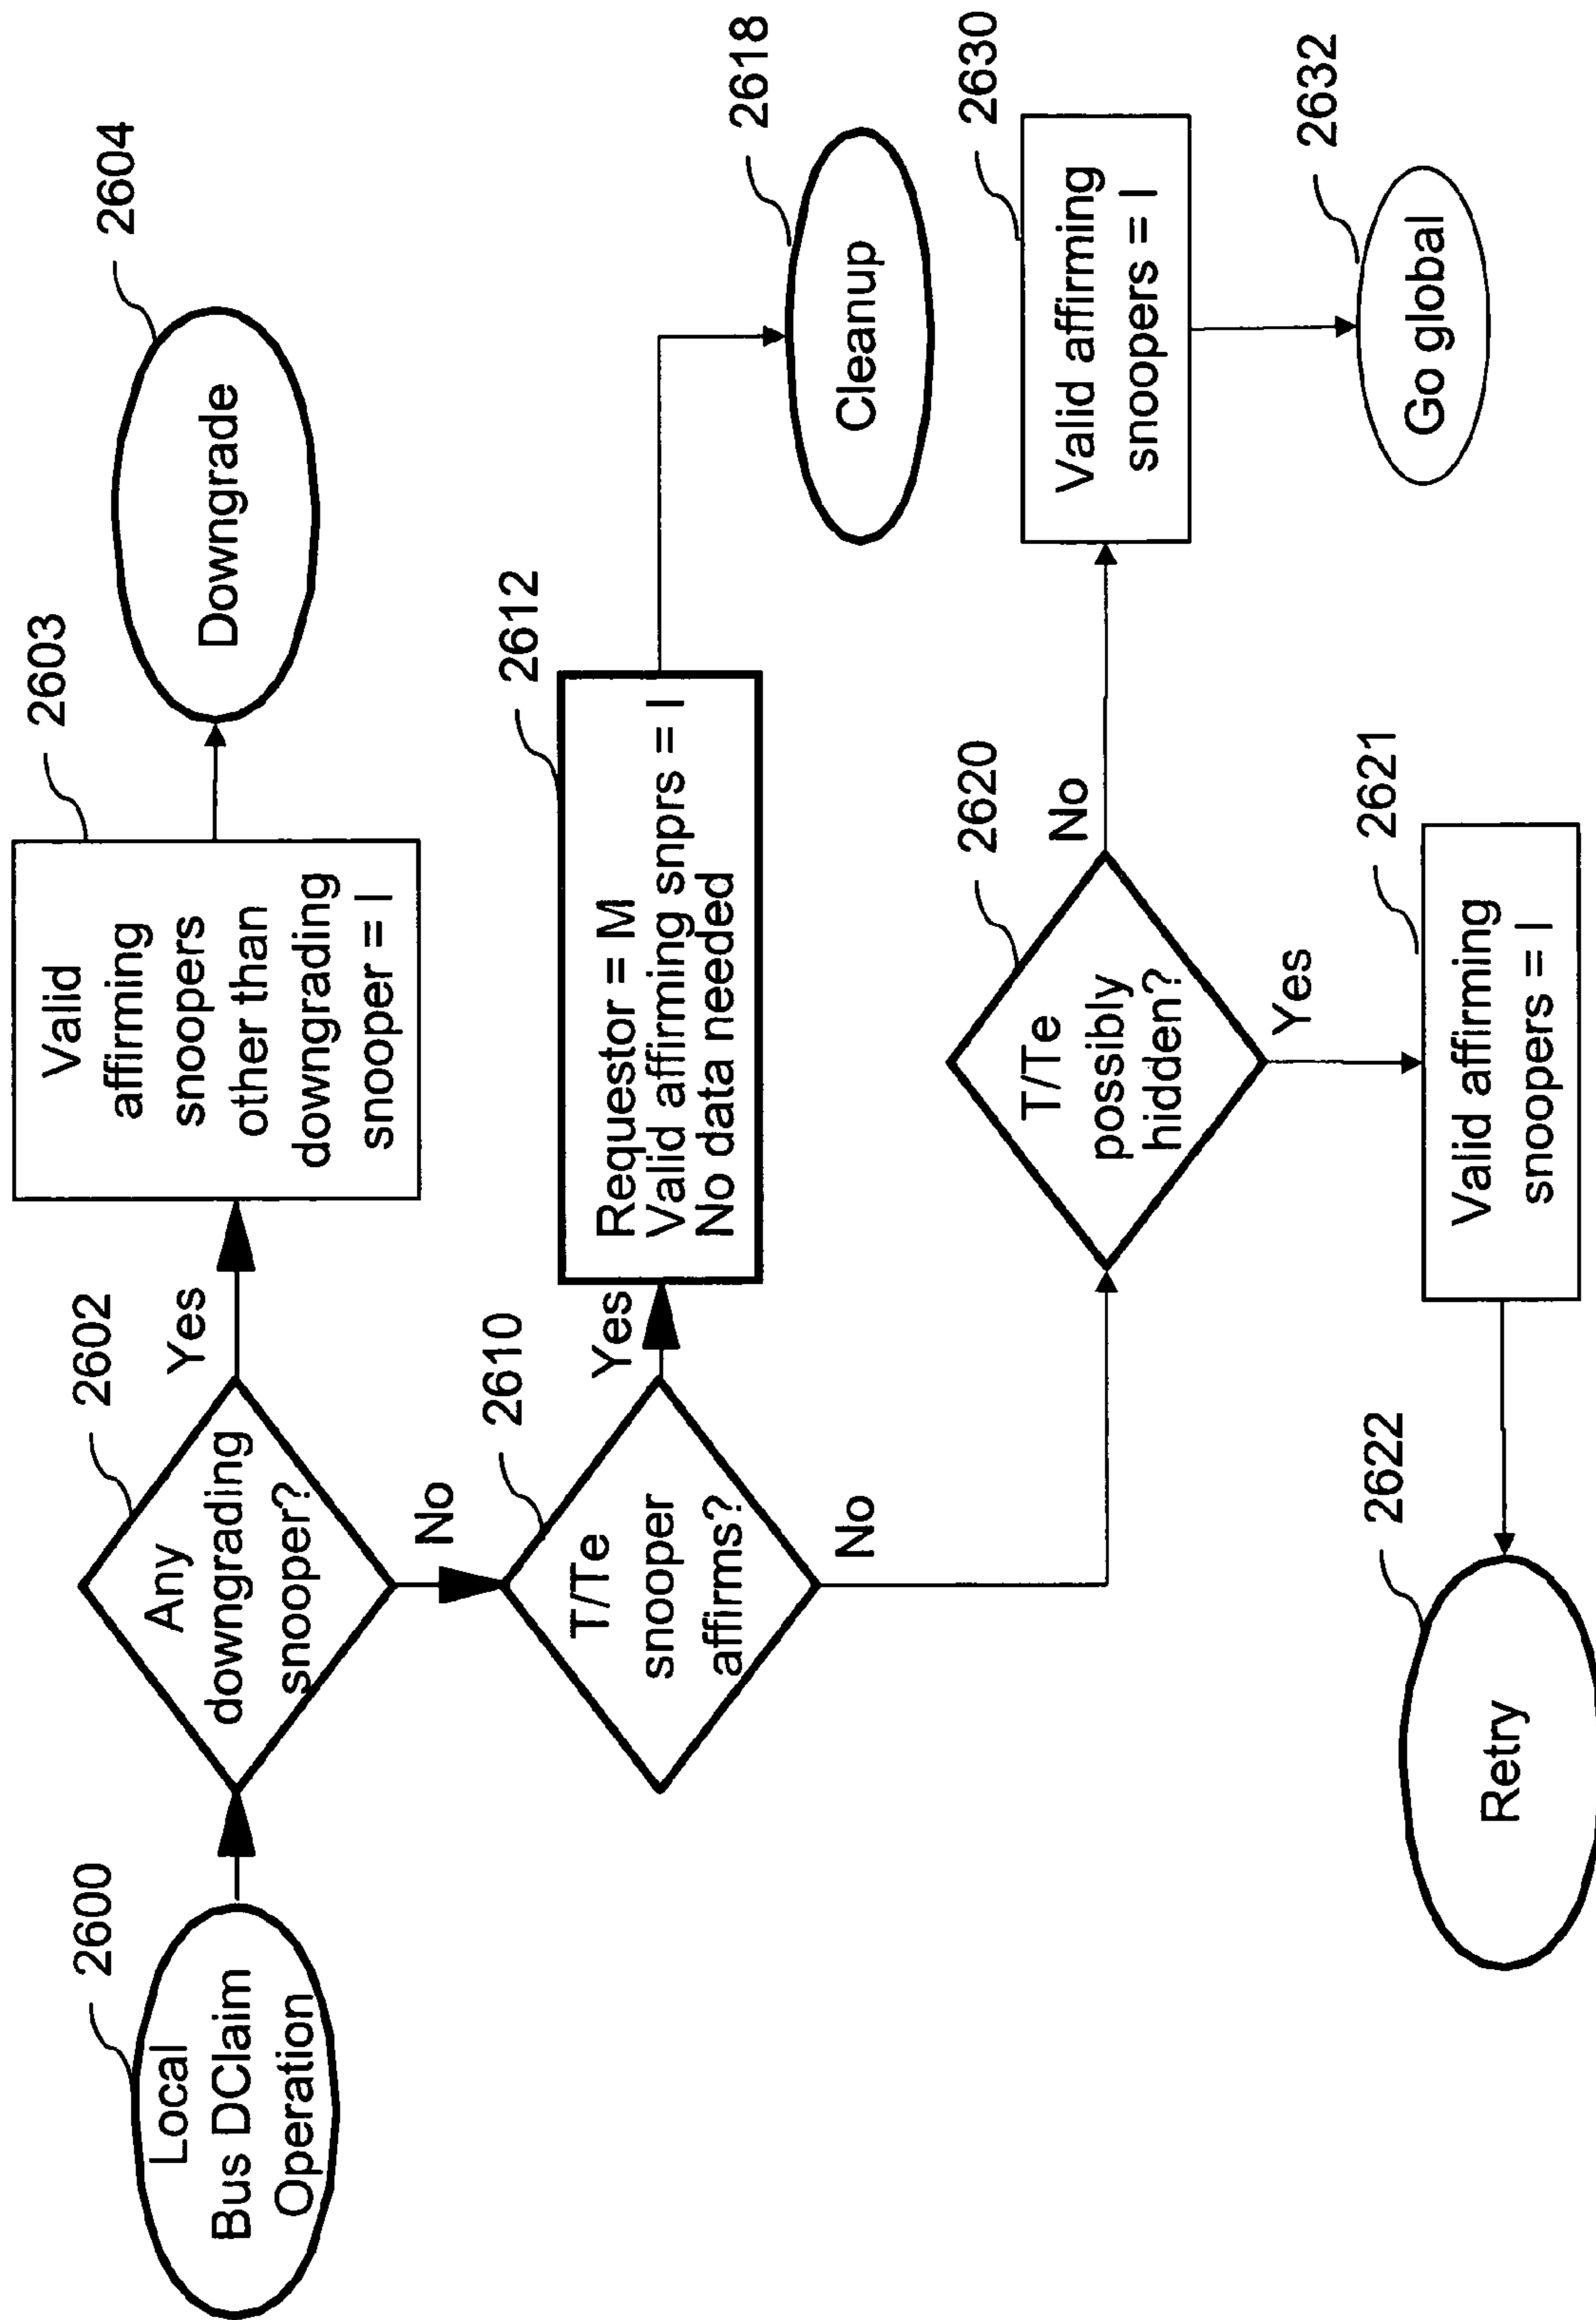 2600
Local
Bus DClaim
Operation
2602
Any
downgrading
snooper?
Yes
No
2603
Valid
affirming
snoopers
other than
downgrading
snooper = I
2604
Downgrade
2610
T/Te
snooper
affirms?
Yes
No
2612
Requestor = M
Valid affirming snprs = I
No data needed
2618
Cleanup
2620
T/Te
possibly
hidden?
No
Yes
2630
Valid affirming
snoopers = I
2632
Go global
2621
Valid affirming
snoopers = I
2622
Retry